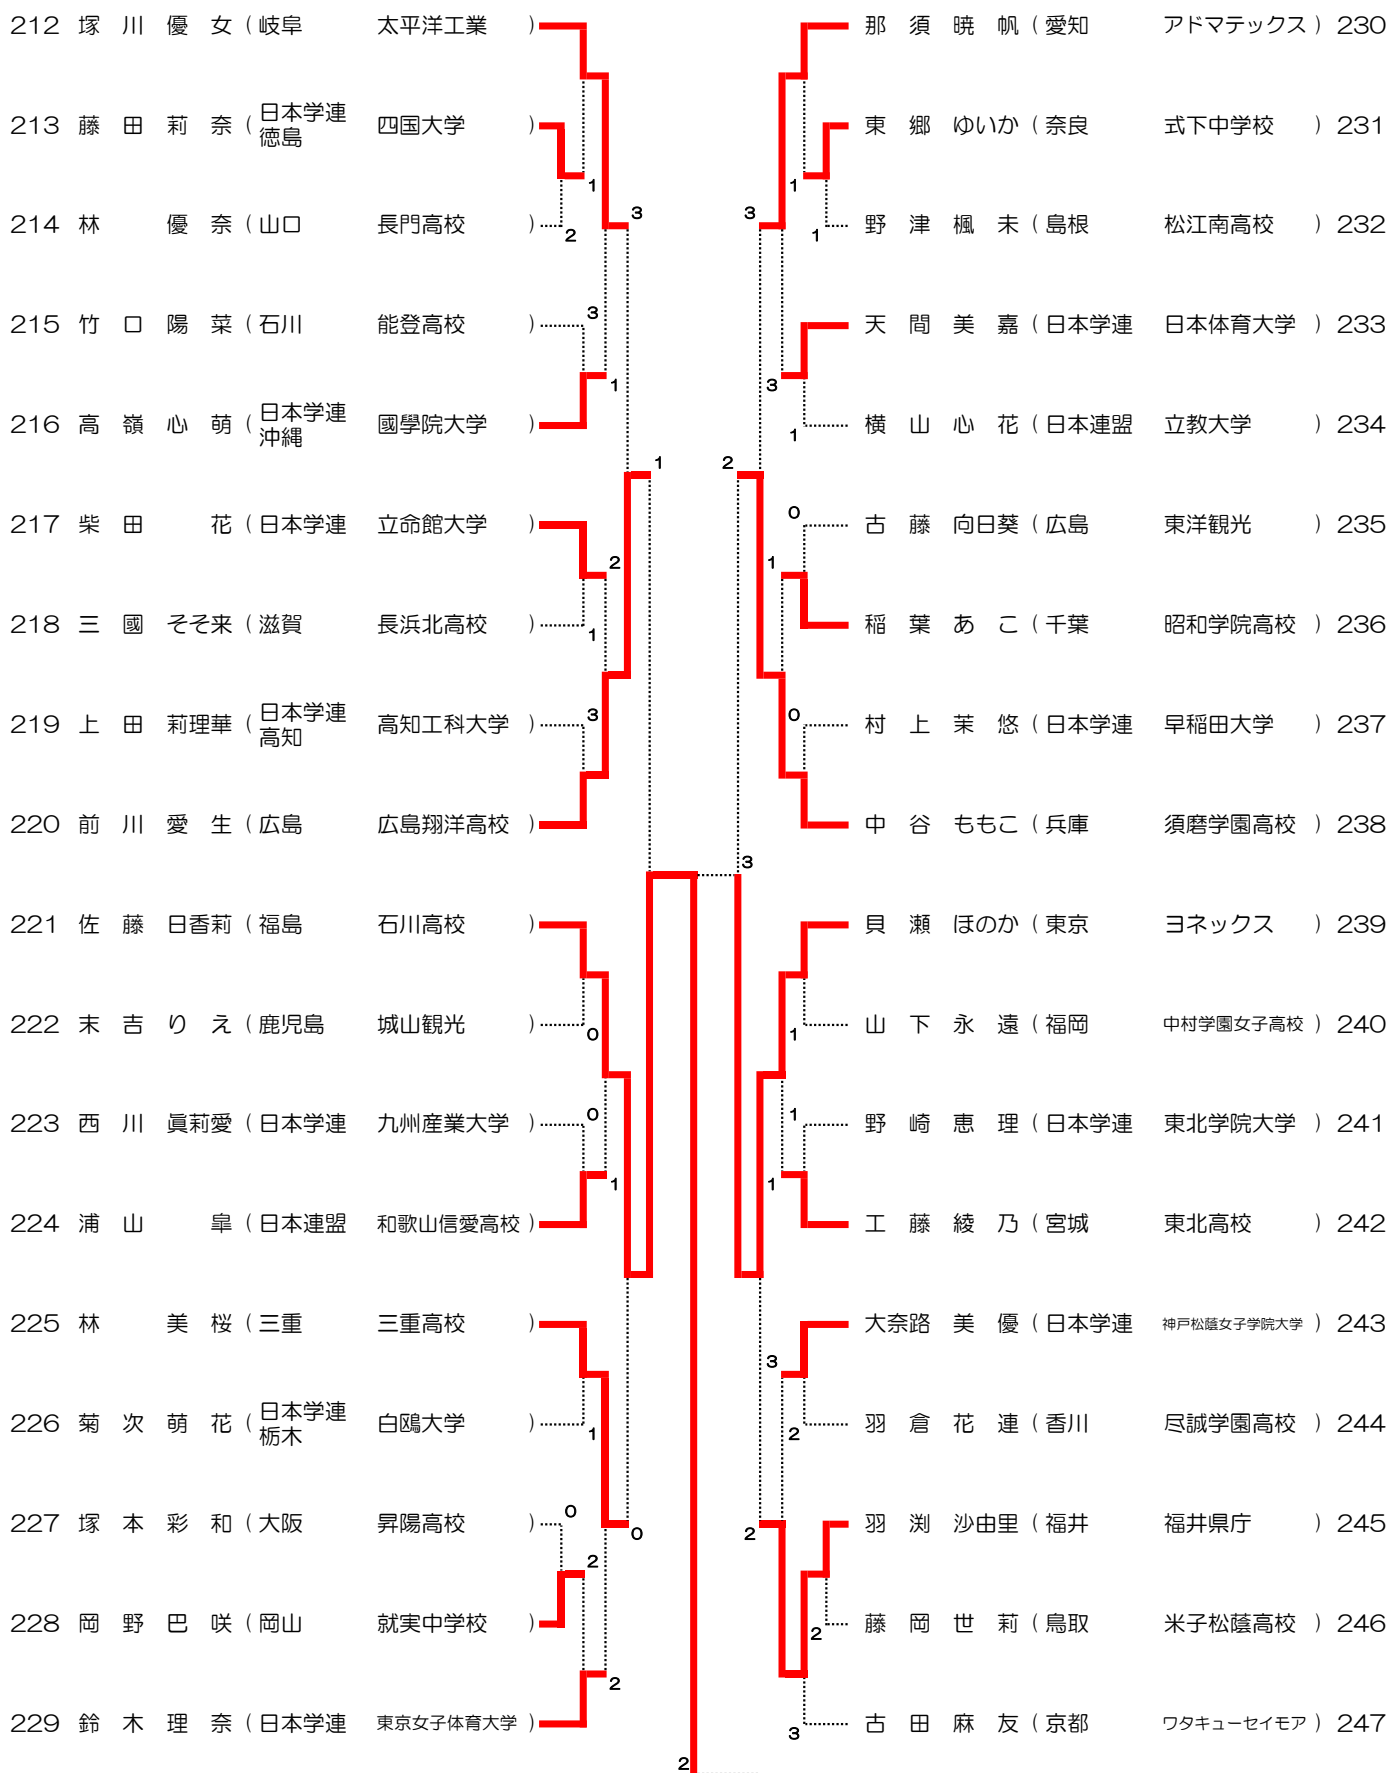 212 塚 川 優 女 ( 岐阜 太平洋工業 )
213 藤 田 莉 奈 ( 日本学連 徳島 四国大学 )
1
214 林 優 奈 ( 山口 長門高校 )
2
3
215 竹 口 陽 菜 ( 石川 能登高校 )
3
1
216 高 嶺 心 萌 ( 日本学連 沖縄 國學院大学 )
1
217 柴 田 花 ( 日本学連 立命館大学 )
2
218 三 國 そそ来 ( 滋賀 長浜北高校 )
1
219 上 田 莉理華 ( 日本学連 高知 高知工科大学 )
3
220 前 川 愛 生 ( 広島 広島翔洋高校 )
221 佐 藤 日香莉 ( 福島 石川高校 )
222 末 吉 り え ( 鹿児島 城山観光 )
0
223 西 川 眞莉愛 ( 日本学連 九州産業大学 )
0
1
224 浦 山 皐 ( 日本連盟 和歌山信愛高校 )
225 林 美 桜 ( 三重 三重高校 )
226 菊 次 萌 花 ( 日本学連 栃木 白鴎大学 )
1
227 塚 本 彩 和 ( 大阪 昇陽高校 )
0
0
2
228 岡 野 巴 咲 ( 岡山 就実中学校 )
2
229 鈴 木 理 奈 ( 日本学連 東京女子体育大学 )
2
那 須 暁 帆 ( 愛知 アドマテックス ) 230
東 郷 ゆいか ( 奈良 式下中学校 ) 231
1
3
野 津 楓 未 ( 島根 松江南高校 ) 232
1
天 間 美 嘉 ( 日本学連 日本体育大学 ) 233
3
横 山 心 花 ( 日本連盟 立教大学 ) 234
1
2
古 藤 向日葵 ( 広島 東洋観光 ) 235
0
1
稲 葉 あ こ ( 千葉 昭和学院高校 ) 236
村 上 茉 悠 ( 日本学連 早稲田大学 ) 237
0
中 谷 ももこ ( 兵庫 須磨学園高校 ) 238
3
貝 瀬 ほのか ( 東京 ヨネックス ) 239
山 下 永 遠 ( 福岡 中村学園女子高校 ) 240
1
野 崎 恵 理 ( 日本学連 東北学院大学 ) 241
1
1
工 藤 綾 乃 ( 宮城 東北高校 ) 242
大奈路 美 優 ( 日本学連 神戸松蔭女子学院大学 ) 243
3
羽 倉 花 連 ( 香川 尽誠学園高校 ) 244
2
羽 渕 沙由里 ( 福井 福井県庁 ) 245
2
藤 岡 世 莉 ( 鳥取 米子松蔭高校 ) 246
2
古 田 麻 友 ( 京都 ワタキューセイモア ) 247
3